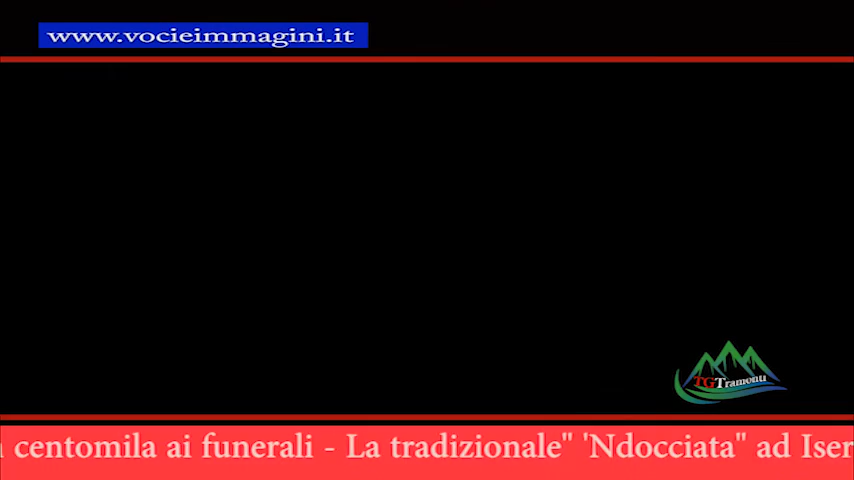 www.vocieimmagini.it
TGTramonti
centomila ai funerali - La tradizionale" 'Ndocciata" ad Iser